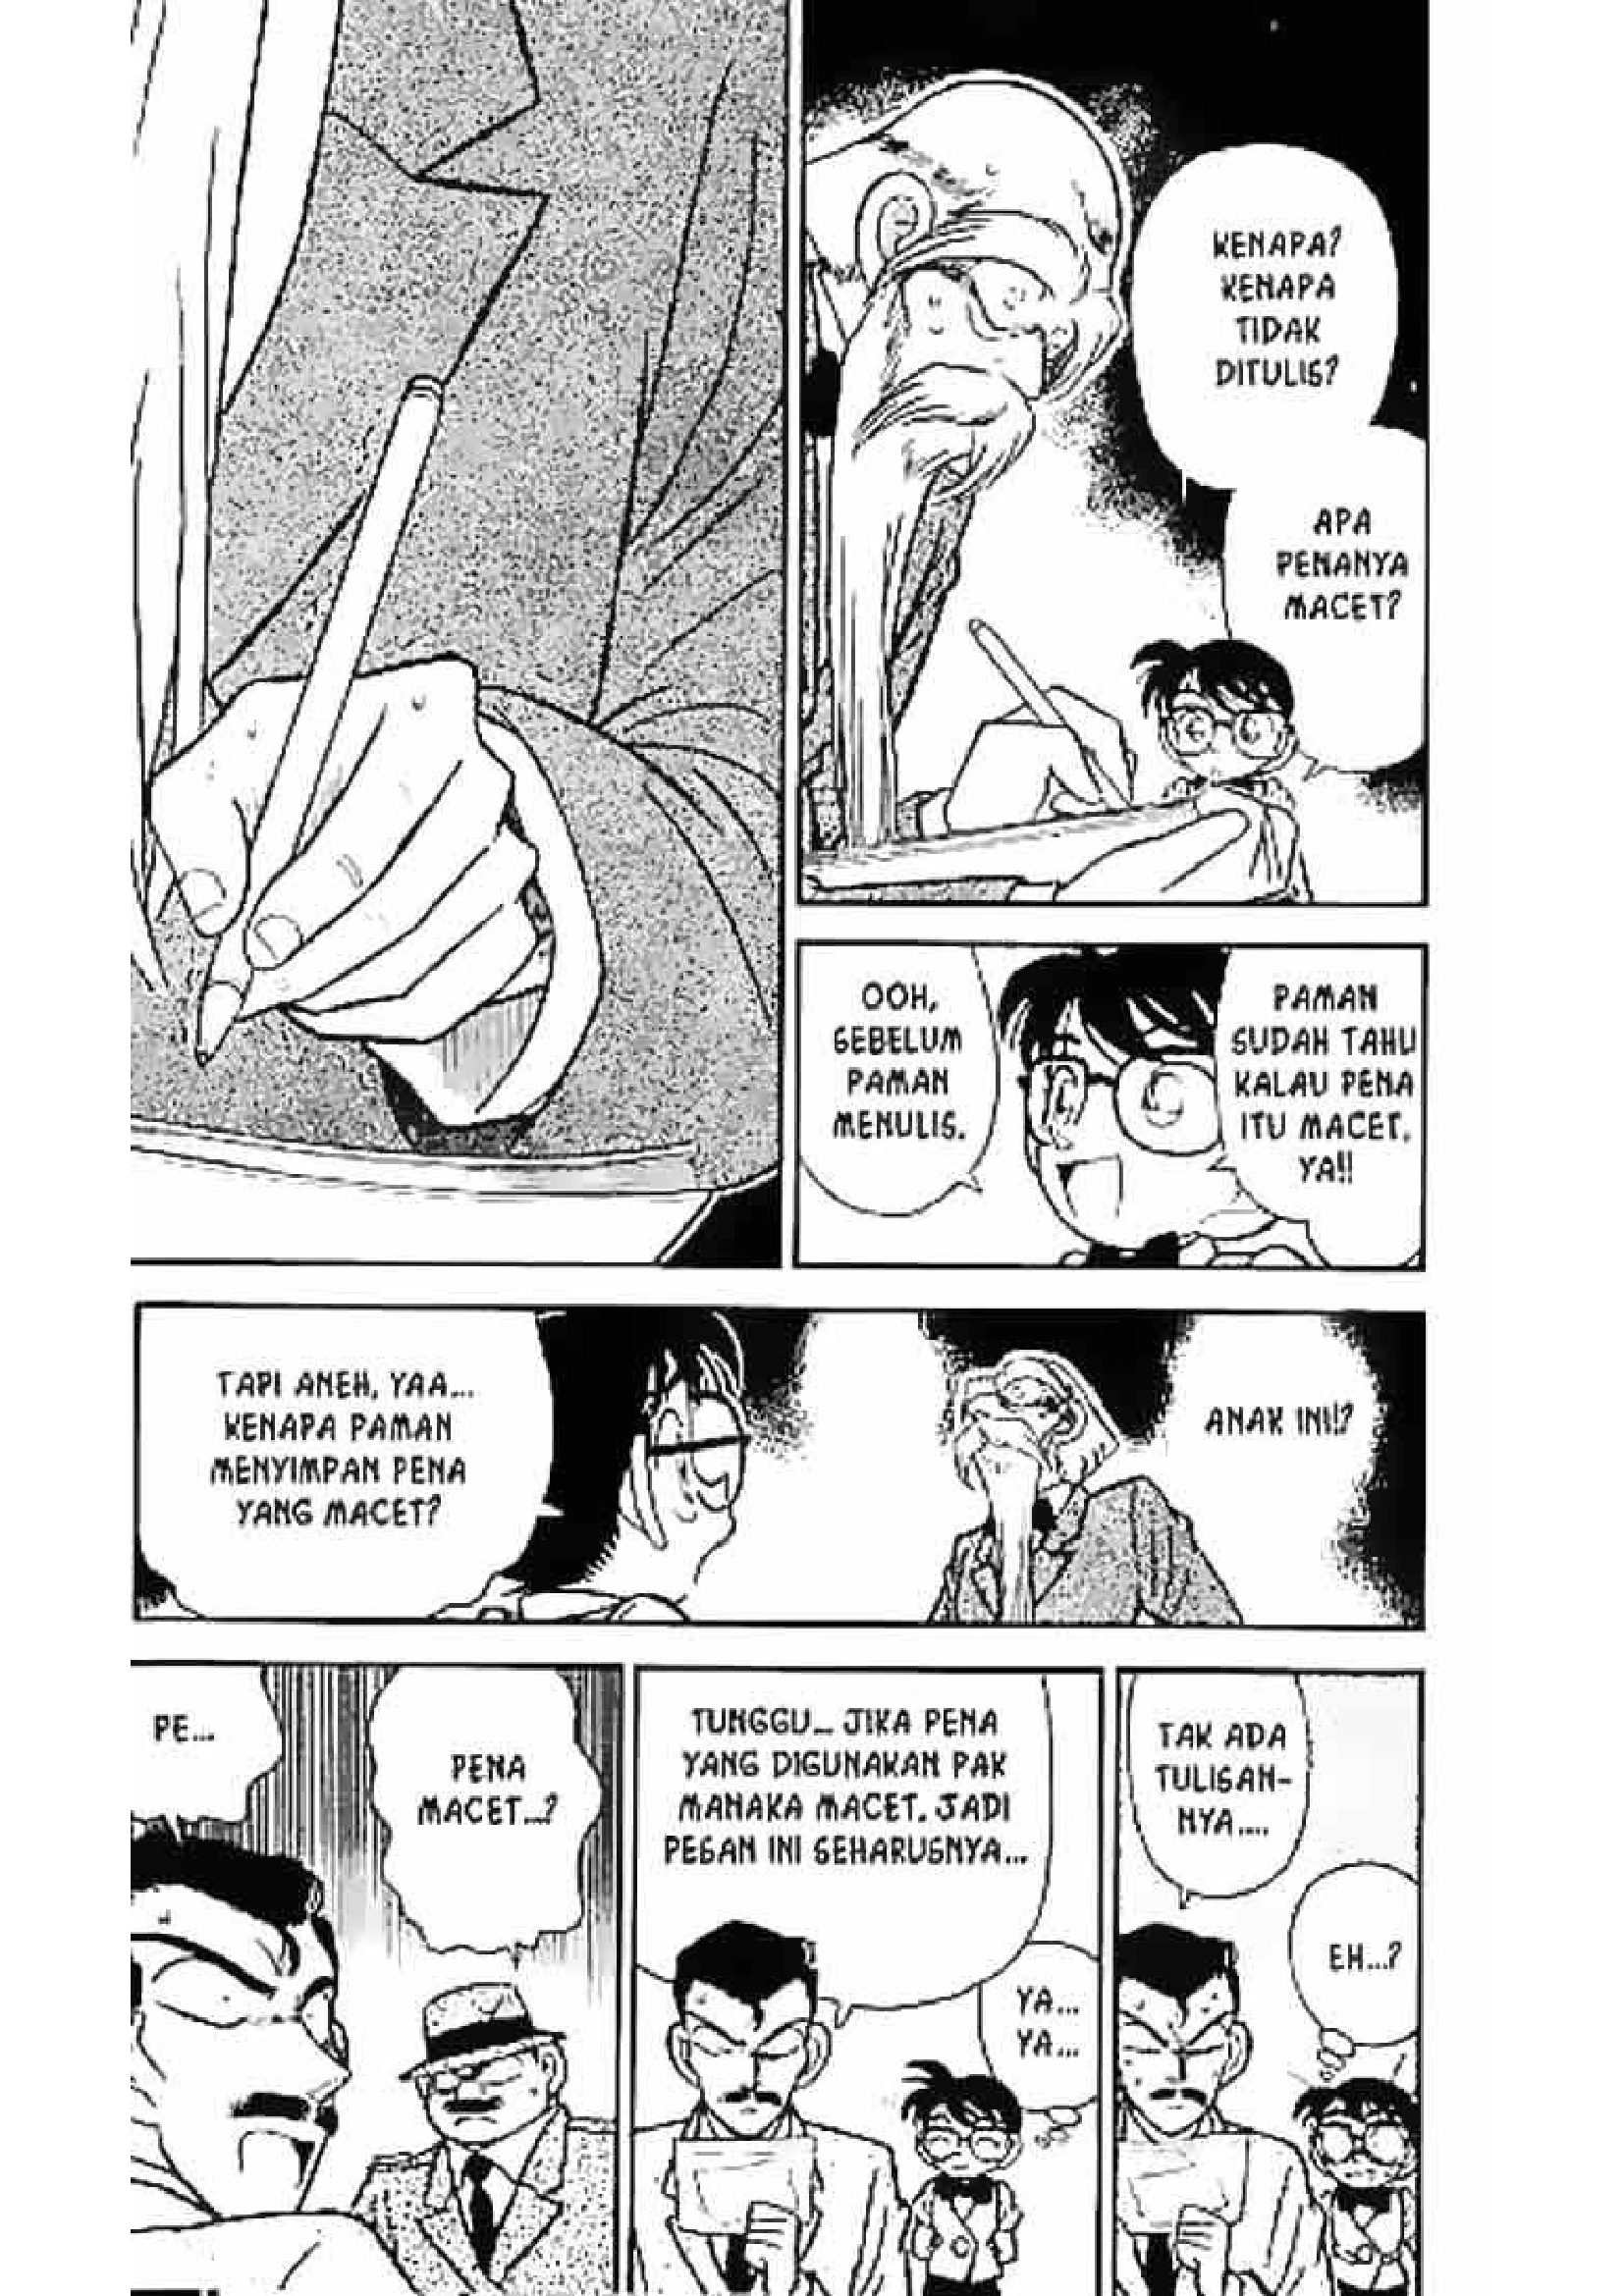 KENAPA?
KENAPA
TIDAK
DITULIS?
APA
PENANYA
MACET?
OOH,
SEBELUM
PAMAN
MENULIS.
PAMAN
SUDAH TAHU
KALAU PENA
ITU MACET,
YA!!
TAPI ANEH, YAA...
KENAPA PAMAN
MENYIMPAN PENA
YANG MACET?
ANAK INI!?
PE...
PENA
MACET...?
TUNGGU... JIKA PENA
YANG DIGUNAKAN PAK
MANAKA MACET. JADI
PESAN INI SEHARUSNYA...
YA...
YA...
TAK ADA
TULISAN-
NYA....
EH...?